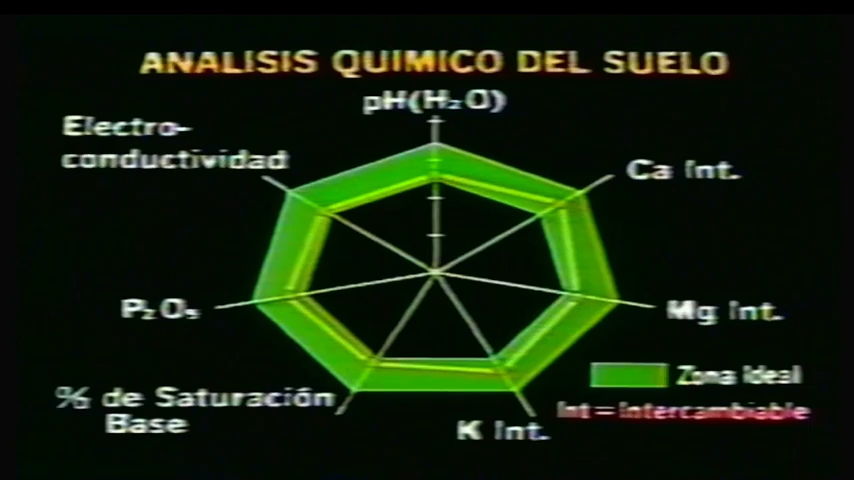 ANALISIS QUIMICO DEL SUELO
pH(H₂O)
Electro-
conductividad
Ca Int.
P₂O₅
Mg Int.
Zona Ideal
% de Saturación
Base
K Int.
Int=Intercambiable